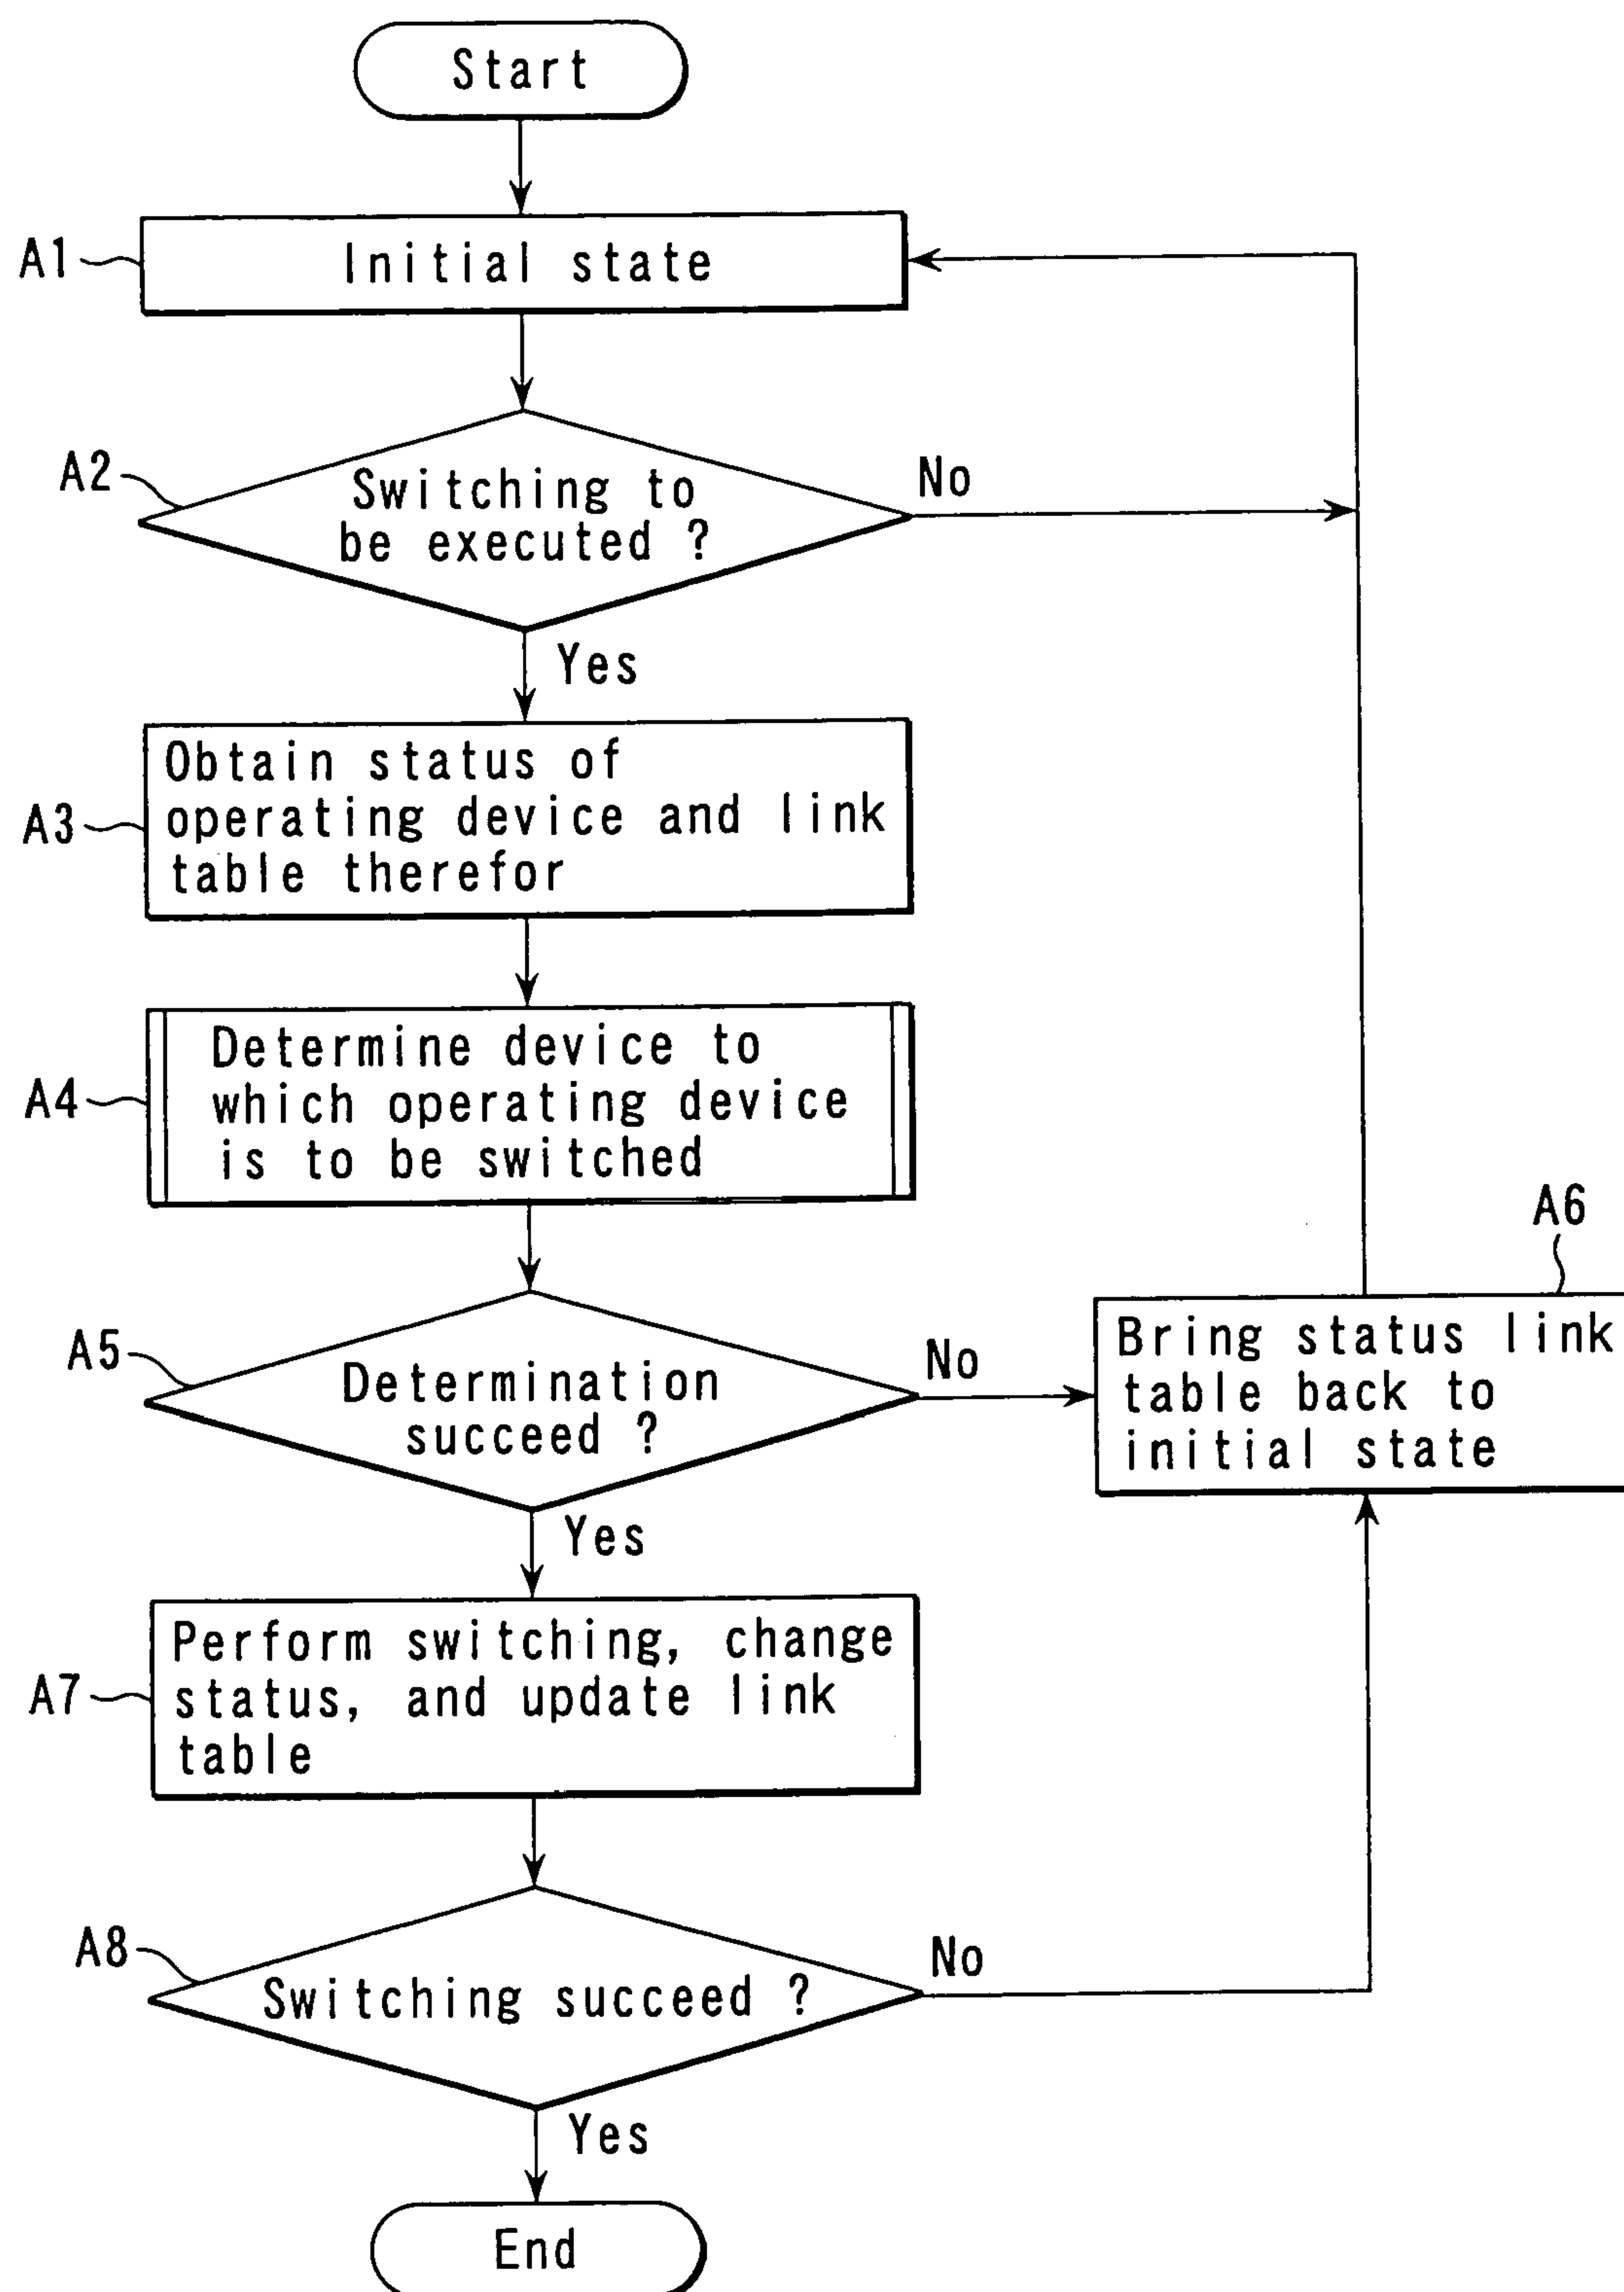 Start
A1
Initial state
A2
Switching to
be executed ?
No
Yes
A3
Obtain status of
operating device and link
table therefor
A4
Determine device to
which operating device
is to be switched
A5
Determination
succeed ?
No
A6
Bring status link
table back to
initial state
Yes
A7
Perform switching, change
status, and update link
table
A8
Switching succeed ?
No
Yes
End